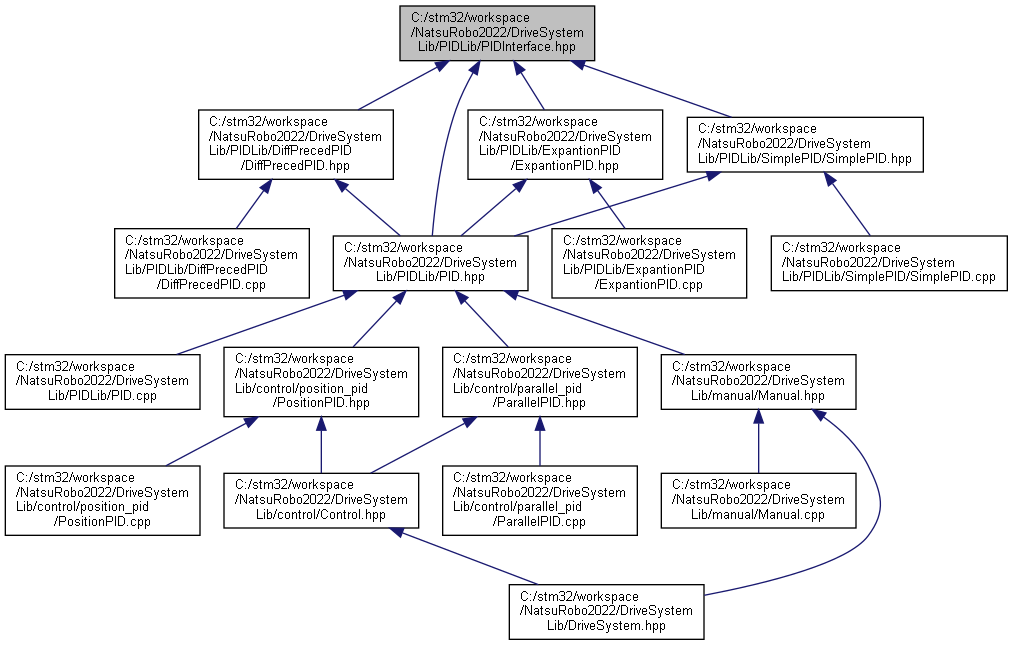 C:/stm32/workspace
/NatsuRobo2022/DriveSystem
Lib/PIDLib/PIDInterface.hpp
C:/stm32/workspace
/NatsuRobo2022/DriveSystem
Lib/PIDLib/DiffPrecedPID
/DiffPrecedPID.hpp
C:/stm32/workspace
/NatsuRobo2022/DriveSystem
Lib/PIDLib/ExpantionPID
/ExpantionPID.hpp
C:/stm32/workspace
/NatsuRobo2022/DriveSystem
Lib/PIDLib/SimplePID/SimplePID.hpp
C:/stm32/workspace
/NatsuRobo2022/DriveSystem
Lib/PIDLib/DiffPrecedPID
/DiffPrecedPID.cpp
C:/stm32/workspace
/NatsuRobo2022/DriveSystem
Lib/PIDLib/PID.hpp
C:/stm32/workspace
/NatsuRobo2022/DriveSystem
Lib/PIDLib/ExpantionPID
/ExpantionPID.cpp
C:/stm32/workspace
/NatsuRobo2022/DriveSystem
Lib/PIDLib/SimplePID/SimplePID.cpp
C:/stm32/workspace
/NatsuRobo2022/DriveSystem
Lib/PIDLib/PID.cpp
C:/stm32/workspace
/NatsuRobo2022/DriveSystem
Lib/control/position_pid
/PositionPID.hpp
C:/stm32/workspace
/NatsuRobo2022/DriveSystem
Lib/control/parallel_pid
/ParallelPID.hpp
C:/stm32/workspace
/NatsuRobo2022/DriveSystem
Lib/manual/Manual.hpp
C:/stm32/workspace
/NatsuRobo2022/DriveSystem
Lib/control/position_pid
/PositionPID.cpp
C:/stm32/workspace
/NatsuRobo2022/DriveSystem
Lib/control/Control.hpp
C:/stm32/workspace
/NatsuRobo2022/DriveSystem
Lib/control/parallel_pid
/ParallelPID.cpp
C:/stm32/workspace
/NatsuRobo2022/DriveSystem
Lib/manual/Manual.cpp
C:/stm32/workspace
/NatsuRobo2022/DriveSystem
Lib/DriveSystem.hpp